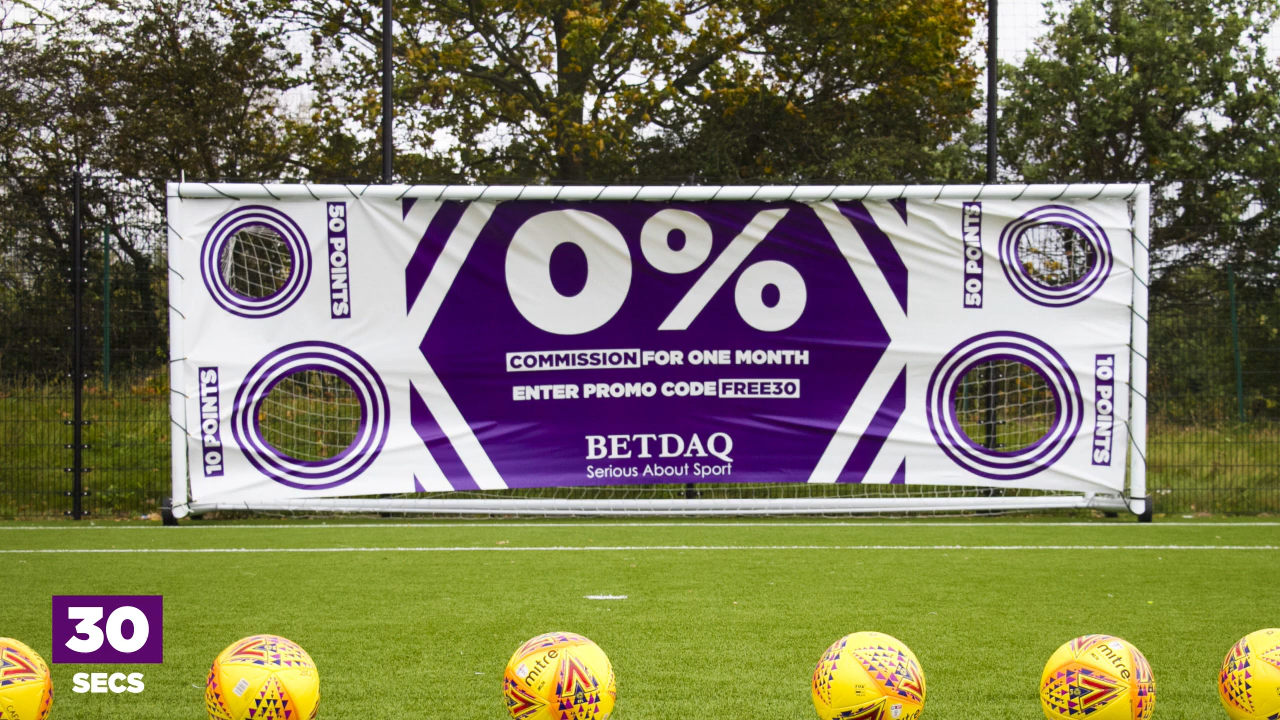 50 POINTS
50 POINTS
0%
COMMISSION FOR ONE MONTH
ENTER PROMO CODE FREE30
10 POINTS
10 POINTS
BETDAQ
Serious About Sport
30
SECS
mitre
mitre